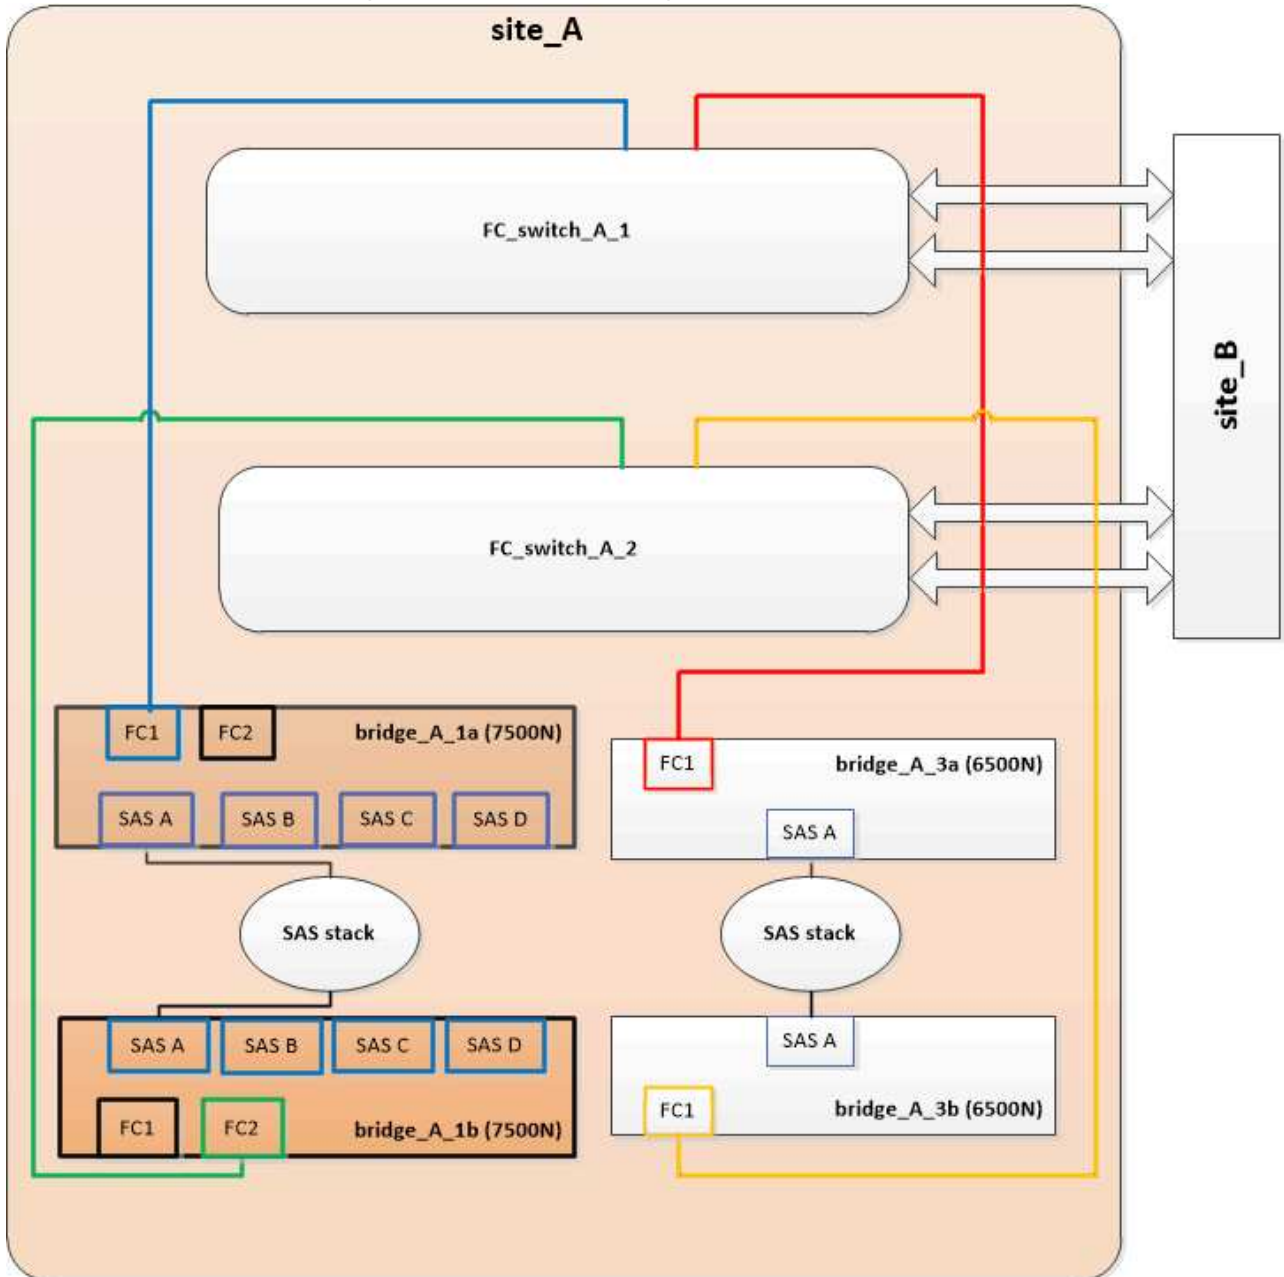 site_A
FC_switch_A_1
site_B
FC_switch_A_2
FC1
FC2
bridge_A_1a (7500N)
SAS A
SAS B
SAS C
SAS D
FC1
bridge_A_3a (6500N)
SAS A
SAS stack
SAS stack
SAS A
SAS B
SAS C
SAS D
FC1
FC2
bridge_A_1b (7500N)
SAS A
FC1
bridge_A_3b (6500N)